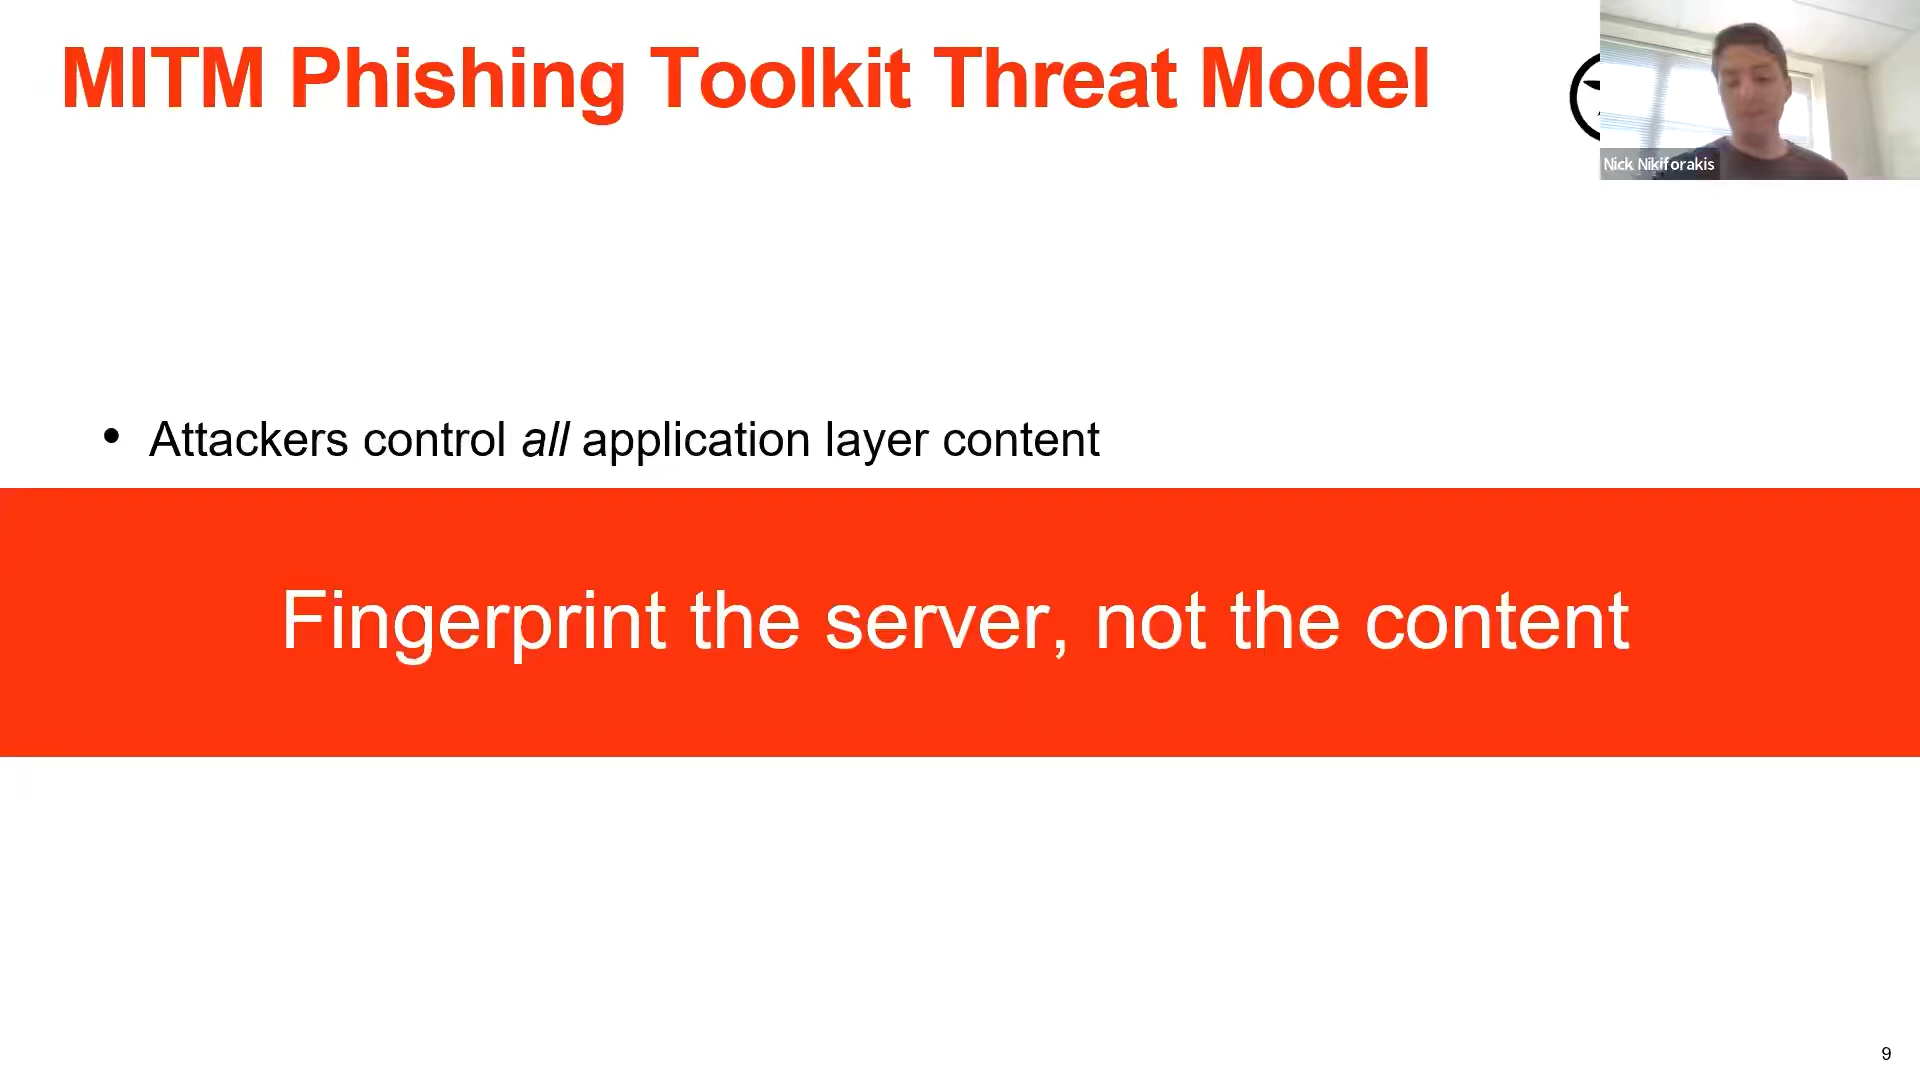 MITM Phishing Toolkit Threat Model
Nick Nikiforakis
• Attackers control all application layer content
Fingerprint the server, not the content
9